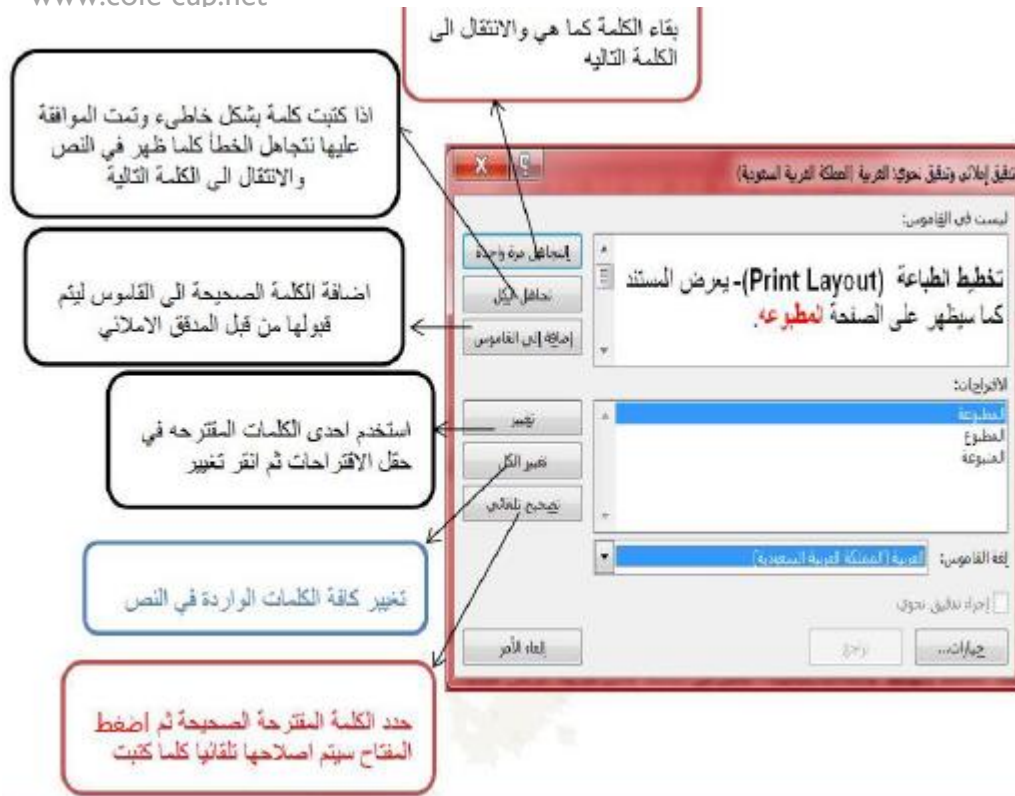 www.cofe-cup.net
بقاء الكلمة كما هي والانتقال الى
الكلمة التاليه
اذا كتبت كلمة بشكل خاطىء وتمت الموافقة
عليها نتجاهل الخطأ كلما ظهر في النص
والانتقال الى الكلمة التالية
اضافة الكلمة الصحيحة الى القاموس ليتم
قبولها من قبل المدقق الاملائي
استخدم احدى الكلمات المقترحه في
حقل الاقتراحات ثم انقر تغيير
تغيير كافة الكلمات الواردة في النص
حدد الكلمة المقترحة الصحيحة ثم اضغط
المفتاح سيتم اصلاحها تلقائيا كلما كتبت
تدقيق إملائي وتدقيق نحوي: العربية (المملكة العربية السعودية)
ليست في القاموس:
تخطيط الطباعة (Print Layout)-يعرض المستند
كما سيظهر على الصفحة المطبوعه.
تجاهل مرة واحدة
تجاهل الكل
إضافة إلى القاموس
الاقتراحات:
المطبوعة
المطبوع
المتبوعة
تغيير
تغيير الكل
تصحيح تلقائي
لغة القاموس:
العربية (المملكة العربية السعودية)
إجراء تدقيق نحوي
خيارات...
تراجع
إلغاء الأمر